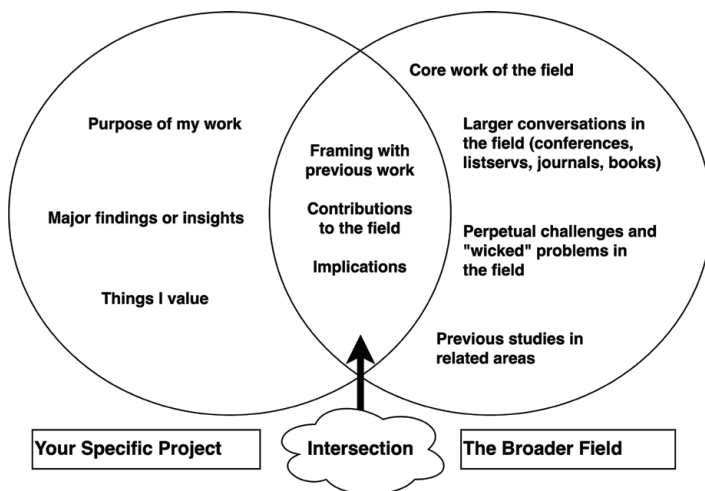 Purpose of my work
Major findings or insights
Things I value
Framing with
previous work
Contributions
to the field
Implications
Core work of the field
Larger conversations in
the field (conferences,
listservs, journals, books)
Perpetual challenges and
"wicked" problems in
the field
Previous studies in
related areas
Your Specific Project
Intersection
The Broader Field